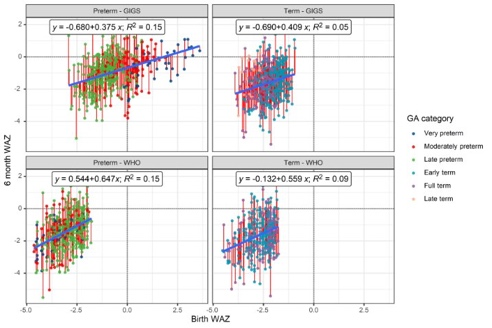 Preterm - GIGS
Term - GIGS
y = -0.680+0.375 x; R² = 0.15
y = -0.690+0.409 x; R² = 0.05
2
0
-2
-4
Preterm - WHO
Term - WHO
y = 0.544+0.647x; R² = 0.15
y = -0.132+0.559 x; R² = 0.09
2
0
-2
-4
-5.0
-2.5
0.0
2.5
-5.0
-2.5
0.0
2.5
Birth WAZ
6 month WAZ
GA category
Very preterm
Moderately preterm
Late preterm
Early term
Full term
Late term